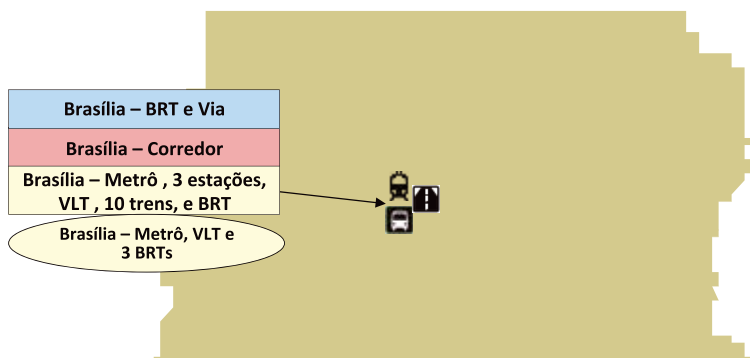 Brasília – BRT e Via
Brasília – Corredor
Brasília – Metrô , 3 estações,
VLT , 10 trens, e BRT
Brasília – Metrô, VLT e
3 BRTs